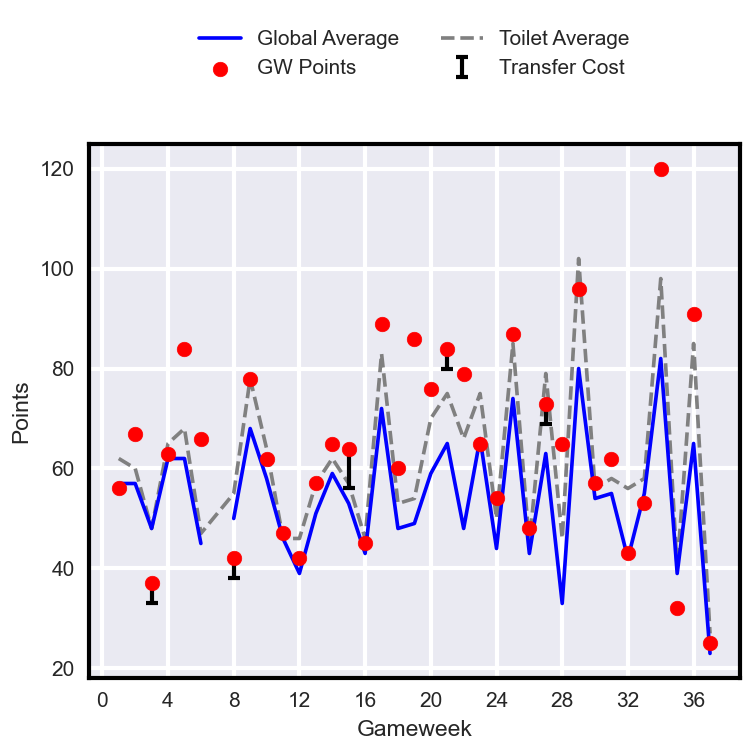 Global Average
Toilet Average
GW Points
Transfer Cost
120
100
80
60
40
20
Points
0 4 8 12 16 20 24 28 32 36
Gameweek